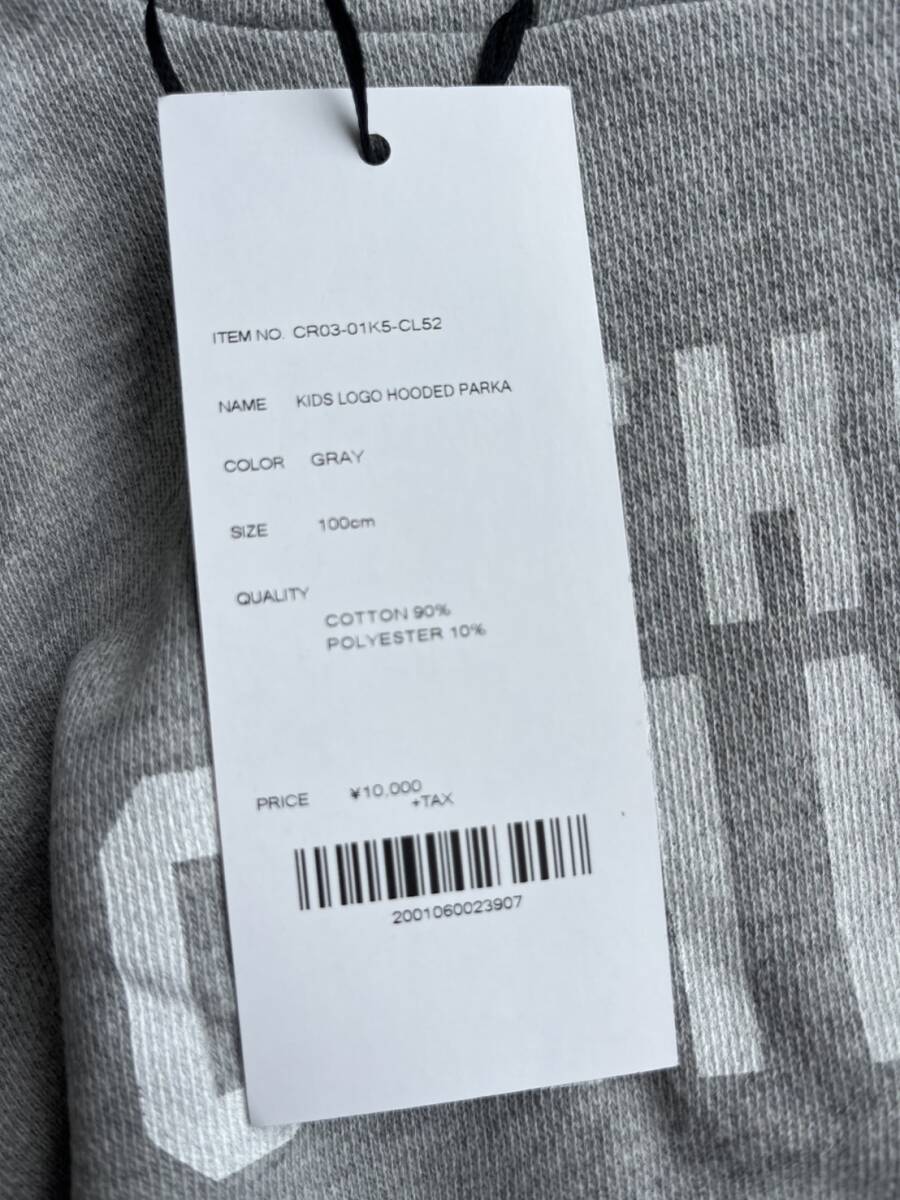 ITEM NO. CR03-01K5-CL52
NAME KIDS LOGO HOODED PARKA
COLOR GRAY
SIZE 100cm
QUALITY
COTTON 90%
POLYESTER 10%
PRICE ¥10,000
+TAX
2001060023907